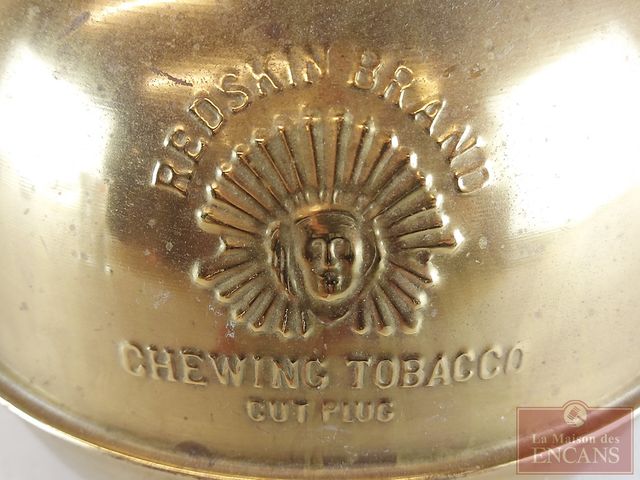 REDSKIN BRAND
CHEWING TOBACCO
CUT PLUG
La Maison des
ENCANS